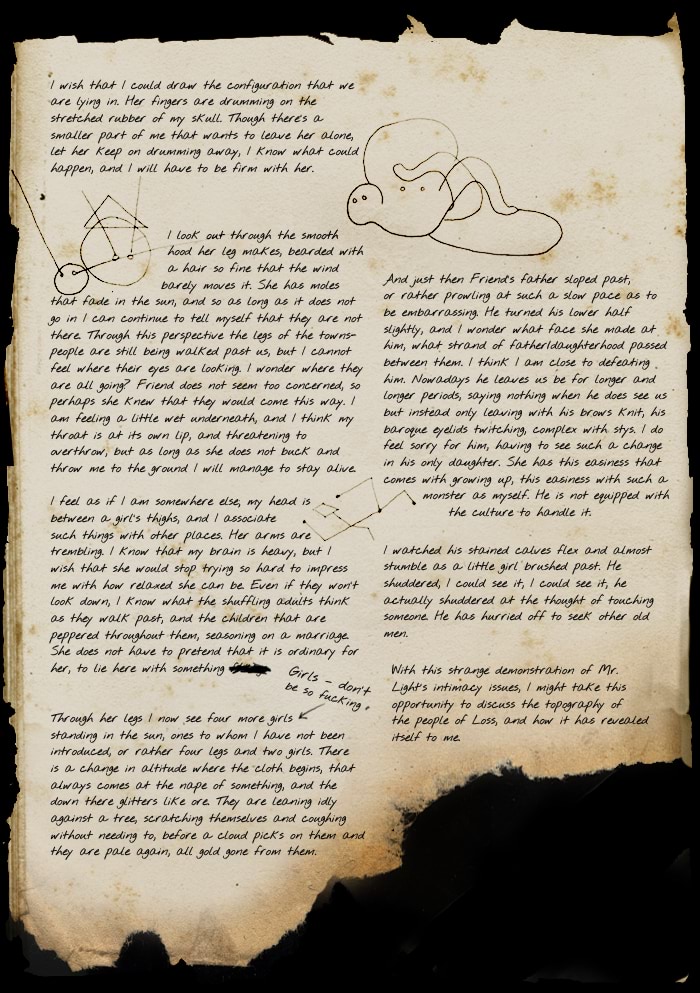 I wish that I could draw the configuration that we
are lying in. Her fingers are drumming on the
stretched rubber of my skull. Though there's a
smaller part of me that wants to leave her alone,
let her keep on drumming away, I know what could
happen, and I will have to be firm with her.
I look out through the smooth
hood her leg makes, bearded with
a hair so fine that the wind
barely moves it. She has moles
that fade in the sun, and so as long as it does not
go in I can continue to tell myself that they are not
there. Through this perspective the legs of the towns-
people are still being walked past us, but I cannot
feel where their eyes are looking. I wonder where they
are all going? Friend does not seem too concerned, so
perhaps she knew that they would come this way. I
am feeling a little wet underneath, and I think my
throat is at its own lip, and threatening to
overthrow, but as long as she does not buck and
throw me to the ground I will manage to stay alive.
I feel as if I am somewhere else, my head is
between a girl's thighs, and I associate
such things with other places. Her arms are
trembling. I know that my brain is heavy, but I
wish that she would stop trying so hard to impress
me with how relaxed she can be. Even if they won't
look down, I know what the shuffling adults think
as they walk past, and the children that are
peppered throughout them, seasoning on a marriage.
She does not have to pretend that it is ordinary for
her, to lie here with something
Girls – don't
be so fucking.
Through her legs I now see four more girls
standing in the sun, ones to whom I have not been
introduced, or rather four legs and two girls. There
is a change in altitude where the cloth begins, that
always comes at the nape of something, and the
down there glitters like ore. They are leaning idly
against a tree, scratching themselves and coughing
without needing to, before a cloud picks on them and
they are pale again, all gold gone from them.
And just then Friend's father sloped past,
or rather prowling at such a slow pace as to
be embarrassing. He turned his lower half
slightly, and I wonder what face she made at
him, what strand of father/daughterhood passed
between them. I think I am close to defeating
him. Nowadays he leaves us be for longer and
longer periods, saying nothing when he does see us
but instead only leaving with his brows knit, his
baroque eyelids twitching, complex with stys. I do
feel sorry for him, having to see such a change
in his only daughter. She has this easiness that
comes with growing up, this easiness with such a
monster as myself. He is not equipped with
the culture to handle it.
I watched his stained calves flex and almost
stumble as a little girl brushed past. He
shuddered, I could see it, I could see it, he
actually shuddered at the thought of touching
someone. He has hurried off to seek other old
men.
With this strange demonstration of Mr.
Light's intimacy issues, I might take this
opportunity to discuss the topography of
the people of Loss, and how it has revealed
itself to me.